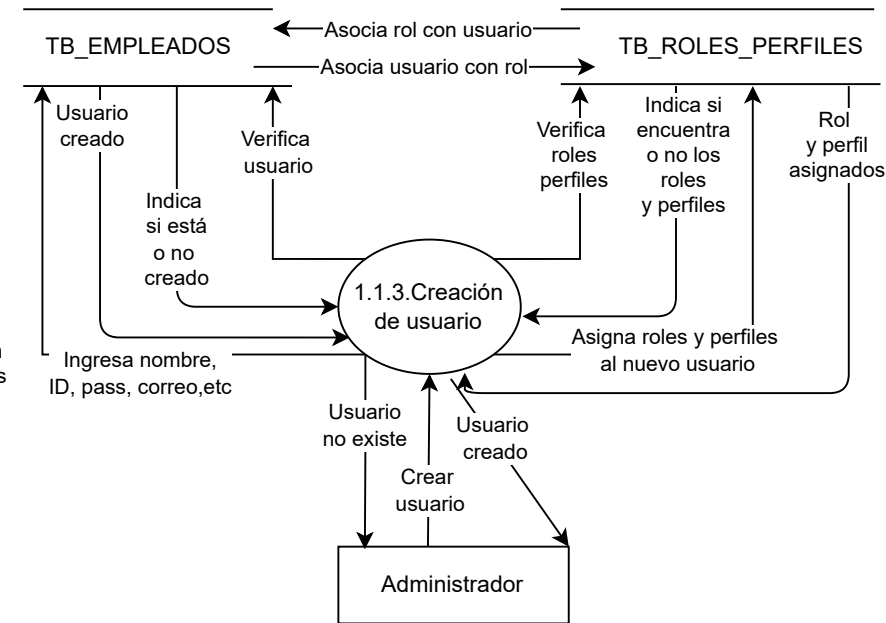 Asocia rol con usuario
TB_EMPLEADOS
TB_ROLES_PERFILES
Asocia usuario con rol
Usuario
creado
Verifica
usuario
Indica
si está
o no
creado
Verifica
roles
perfiles
Indica si
encuentra
o no los
roles
y perfiles
Rol
y perfil
asignados
1.1.3.Creación
de usuario
Ingresa nombre,
ID, pass, correo,etc
Asigna roles y perfiles
al nuevo usuario
Usuario
no existe
Crear
usuario
Usuario
creado
Administrador